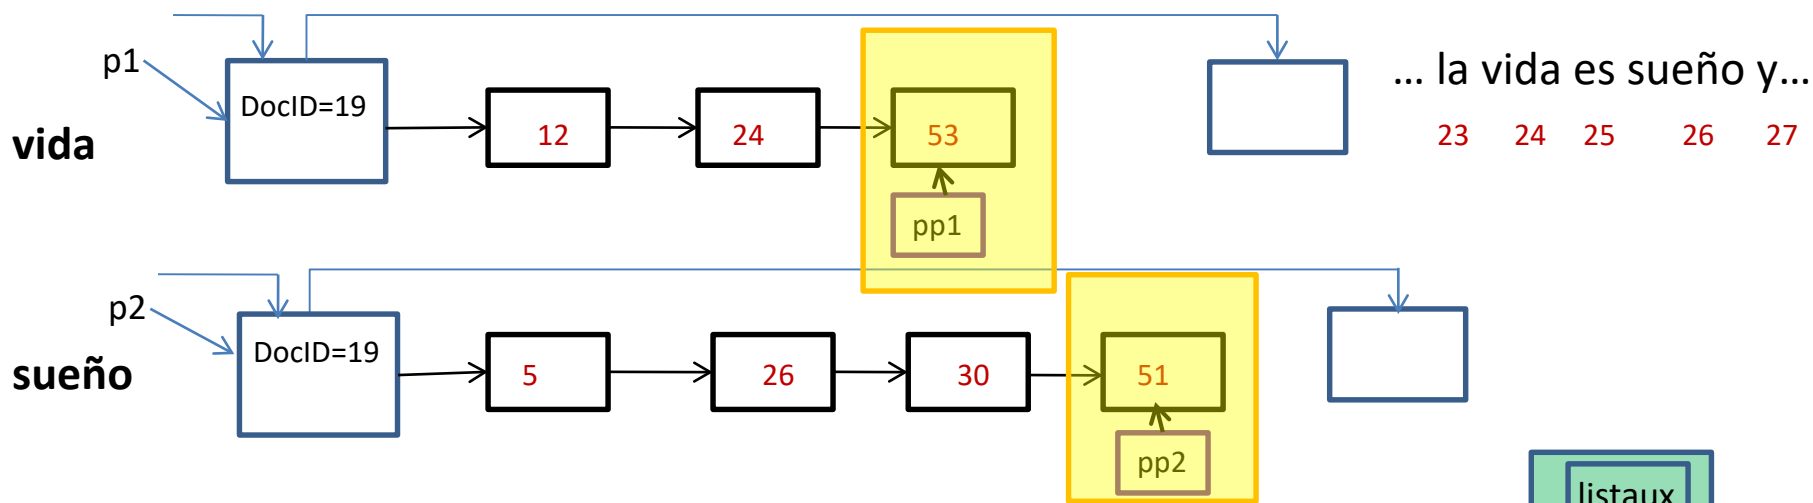 p1
DocID=19
vida
12
24
53
pp1
… la vida es sueño y…
23 24 25 26 27
p2
DocID=19
sueño
5
26
30
51
pp2
listaux